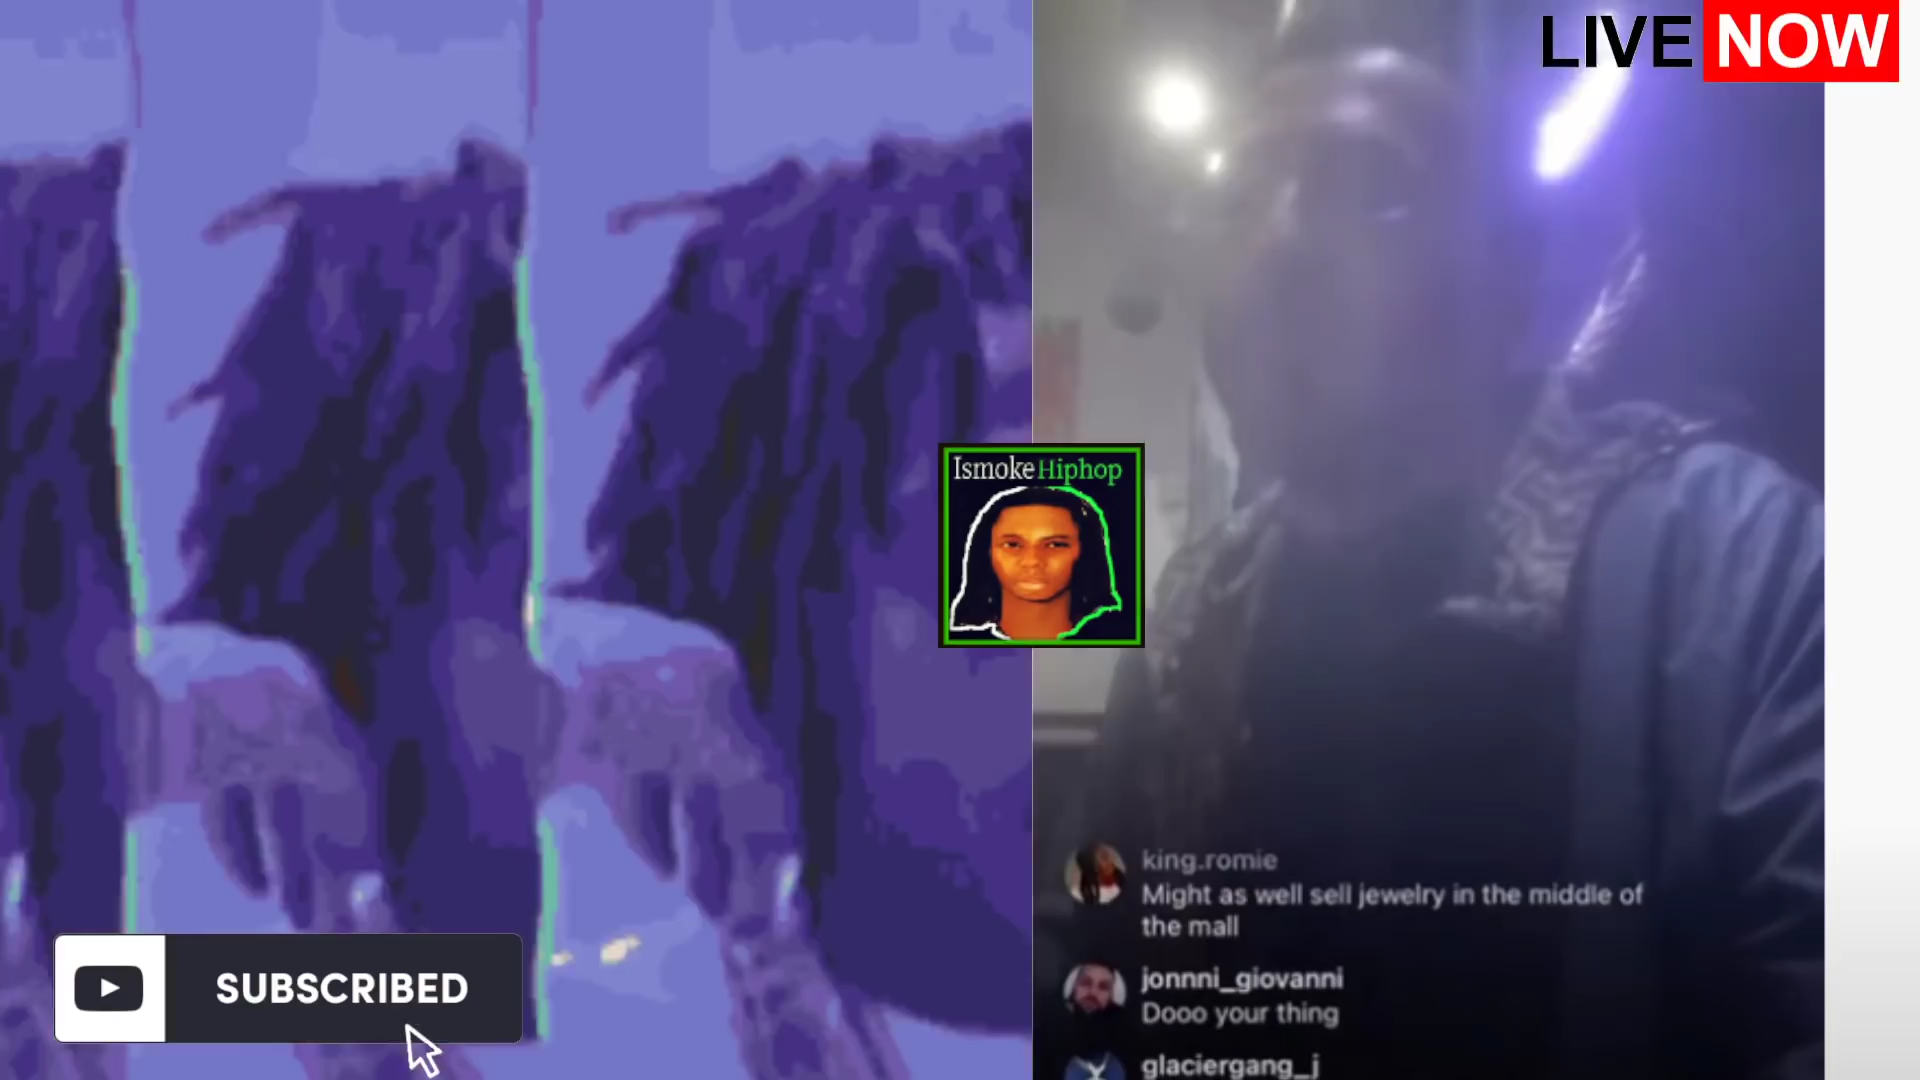 LIVE NOW
Ismoke Hiphop
king.romie
Might as well sell jewelry in the middle of
the mall
jonnni_giovanni
Dooo your thing
glaciergang_j
SUBSCRIBED